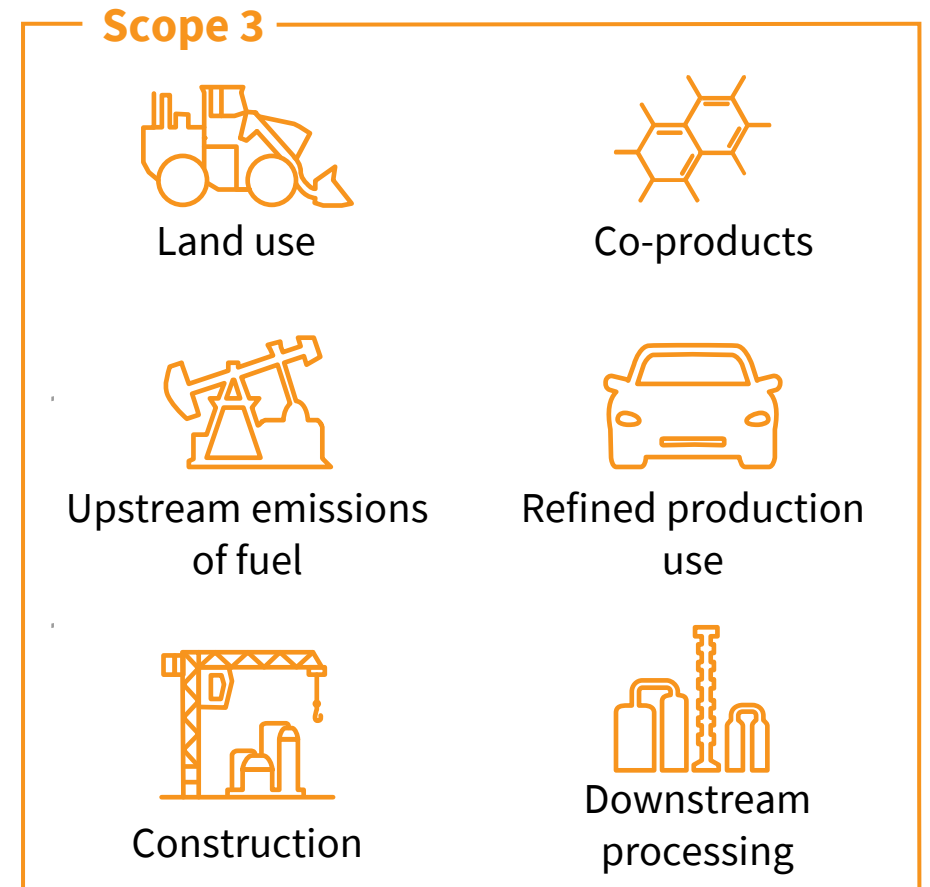 Scope 3
Land use
Co-products
Upstream emissions
of fuel
Refined production
use
Construction
Downstream
processing